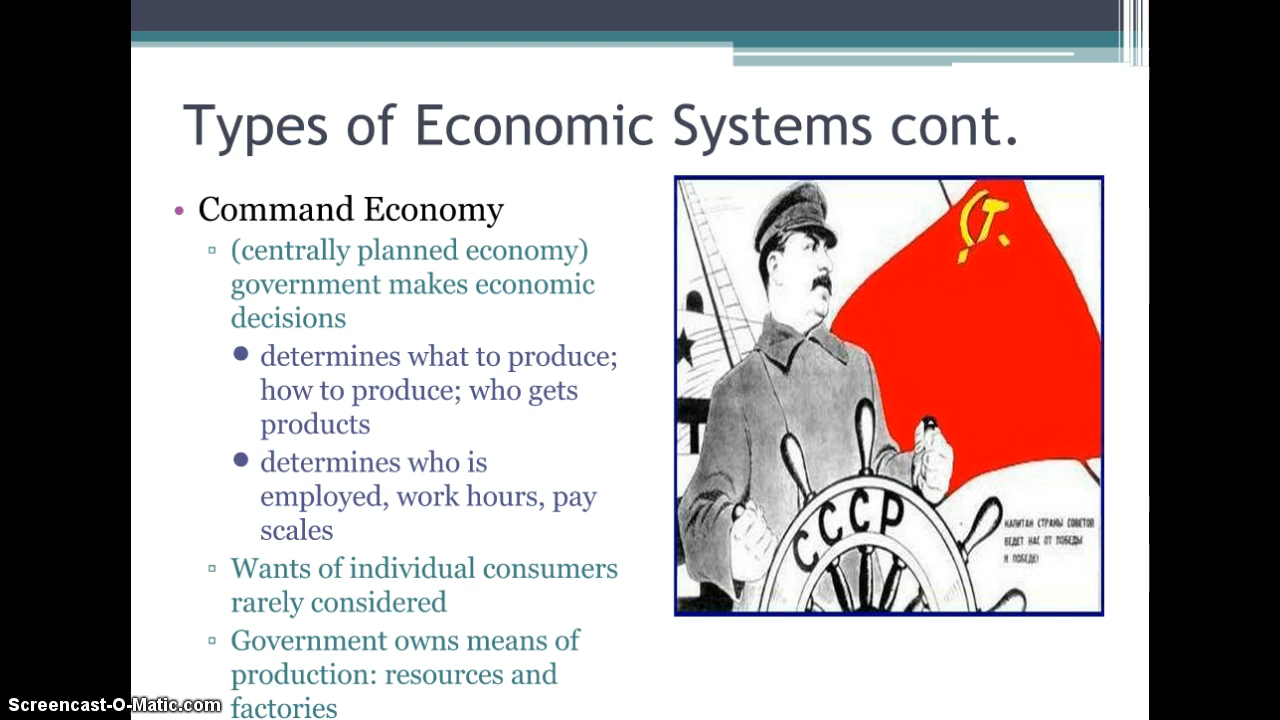 Types of Economic Systems cont.
Command Economy
(centrally planned economy)
government makes economic
decisions
determines what to produce;
how to produce; who gets
products
determines who is
employed, work hours, pay
scales
Wants of individual consumers
rarely considered
Government owns means of
production: resources and
factories
СССР
КАПИТАН СТРАНЫ СОВЕТОВ
ВЕДЕТ НАС ОТ ПОБЕДЫ
К ПОБЕДЕ!
Screencast-O-Matic.com